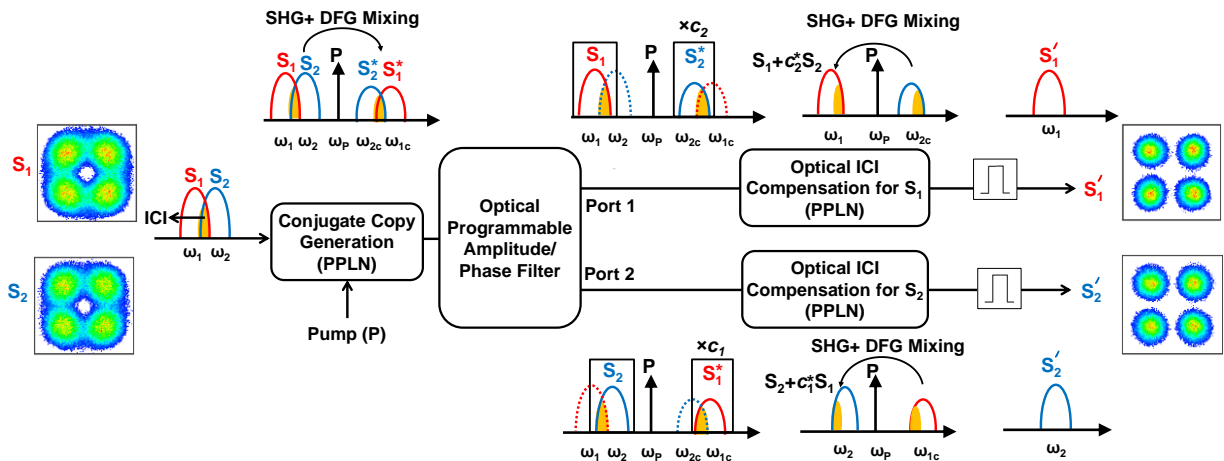 SHG+ DFG Mixing
S₁ S₂ P S₂* S₁*
ω₁ ω₂ ωP ω2c ω1c
×c₂
S₁ P S₂*
ω₁ ω₂ ωP ω2c ω1c
SHG+ DFG Mixing
S₁+c₂*S₂ P
ω₁ ωP ω2c
S₁′
ω₁
S₁
S₂
S₁ S₂
ICI
ω₁ ω₂
Conjugate Copy
Generation
(PPLN)
Pump (P)
Optical
Programmable
Amplitude/
Phase Filter
Port 1
Port 2
Optical ICI
Compensation for S₁
(PPLN)
S₁′
Optical ICI
Compensation for S₂
(PPLN)
S₂′
×c₁
S₂ P S₁*
ω₁ ω₂ ωP ω2c ω1c
SHG+ DFG Mixing
S₂+c₁*S₁ P
ω₂ ωP ω1c
S₂′
ω₂